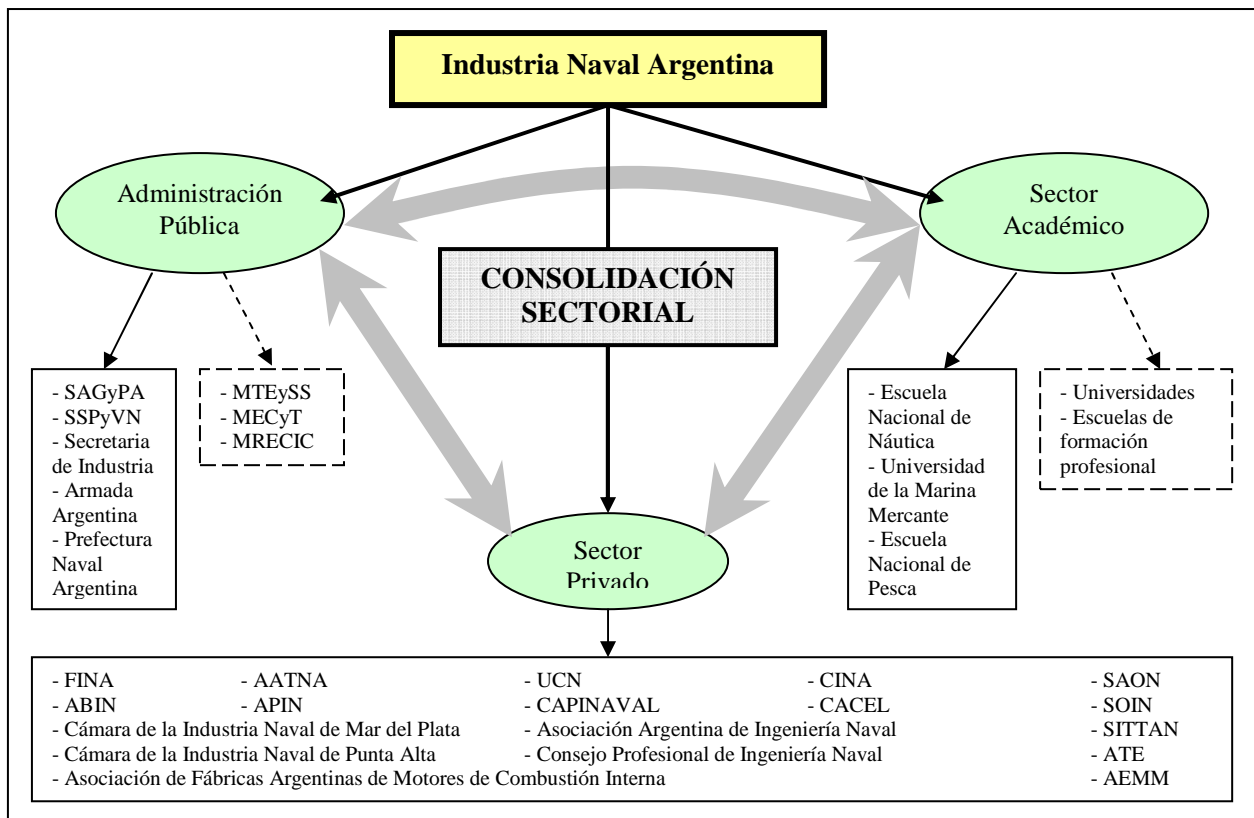 Industria Naval Argentina
Administración
Pública
Sector
Académico
CONSOLIDACIÓN
SECTORIAL
- SAGyPA
- SSPyVN
- Secretaria
de Industria
- Armada
Argentina
- Prefectura
Naval
Argentina
- MTEySS
- MECyT
- MRECIC
- Escuela
Nacional de
Náutica
- Universidad
de la Marina
Mercante
- Escuela
Nacional de
Pesca
- Universidades
- Escuelas de
formación
profesional
Sector
Privado
- FINA - AATNA - UCN - CINA - SAON
- ABIN - APIN - CAPINAVAL - CACEL - SOIN
- Cámara de la Industria Naval de Mar del Plata - Asociación Argentina de Ingeniería Naval - SITTAN
- Cámara de la Industria Naval de Punta Alta - Consejo Profesional de Ingeniería Naval - ATE
- Asociación de Fábricas Argentinas de Motores de Combustión Interna - AEMM